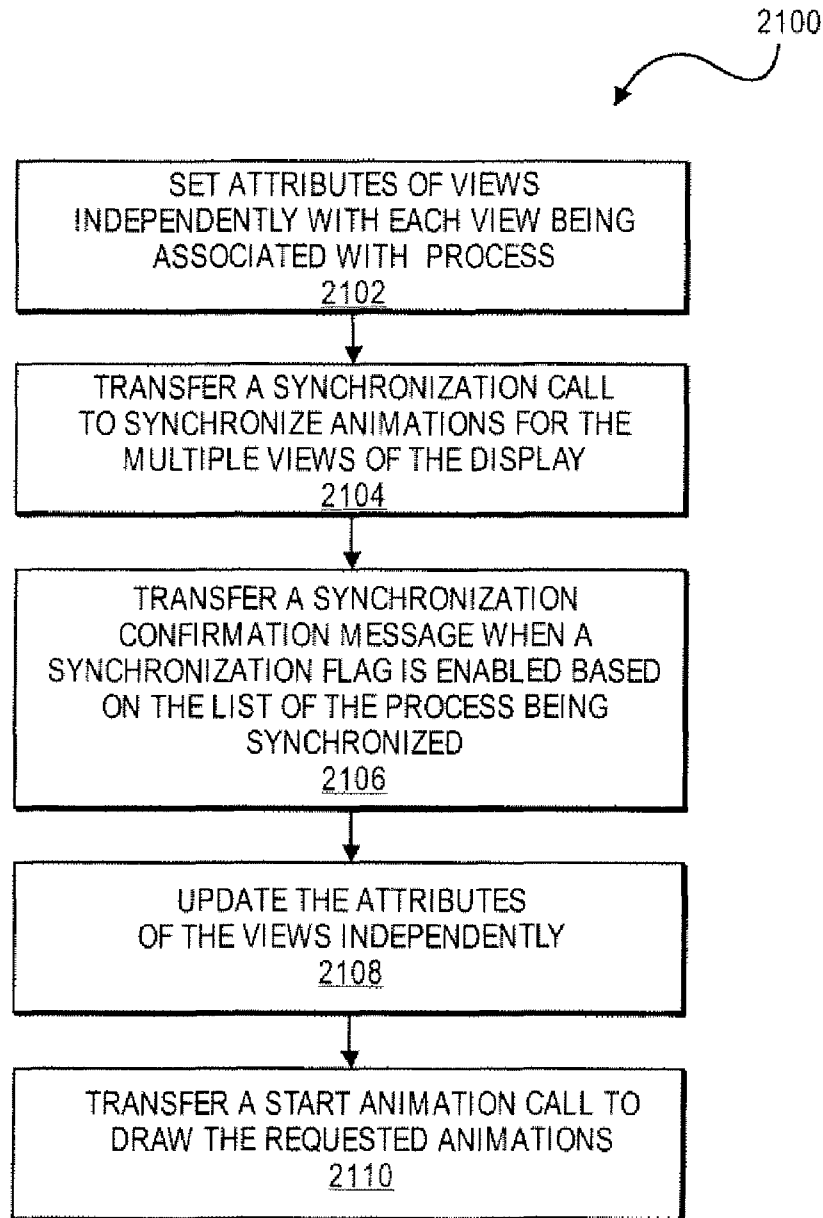 2100
SET ATTRIBUTES OF VIEWS
INDEPENDENTLY WITH EACH VIEW BEING
ASSOCIATED WITH PROCESS
2102
TRANSFER A SYNCHRONIZATION CALL
TO SYNCHRONIZE ANIMATIONS FOR THE
MULTIPLE VIEWS OF THE DISPLAY
2104
TRANSFER A SYNCHRONIZATION
CONFIRMATION MESSAGE WHEN A
SYNCHRONIZATION FLAG IS ENABLED BASED
ON THE LIST OF THE PROCESS BEING
SYNCHRONIZED
2106
UPDATE THE ATTRIBUTES
OF THE VIEWS INDEPENDENTLY
2108
TRANSFER A START ANIMATION CALL TO
DRAW THE REQUESTED ANIMATIONS
2110